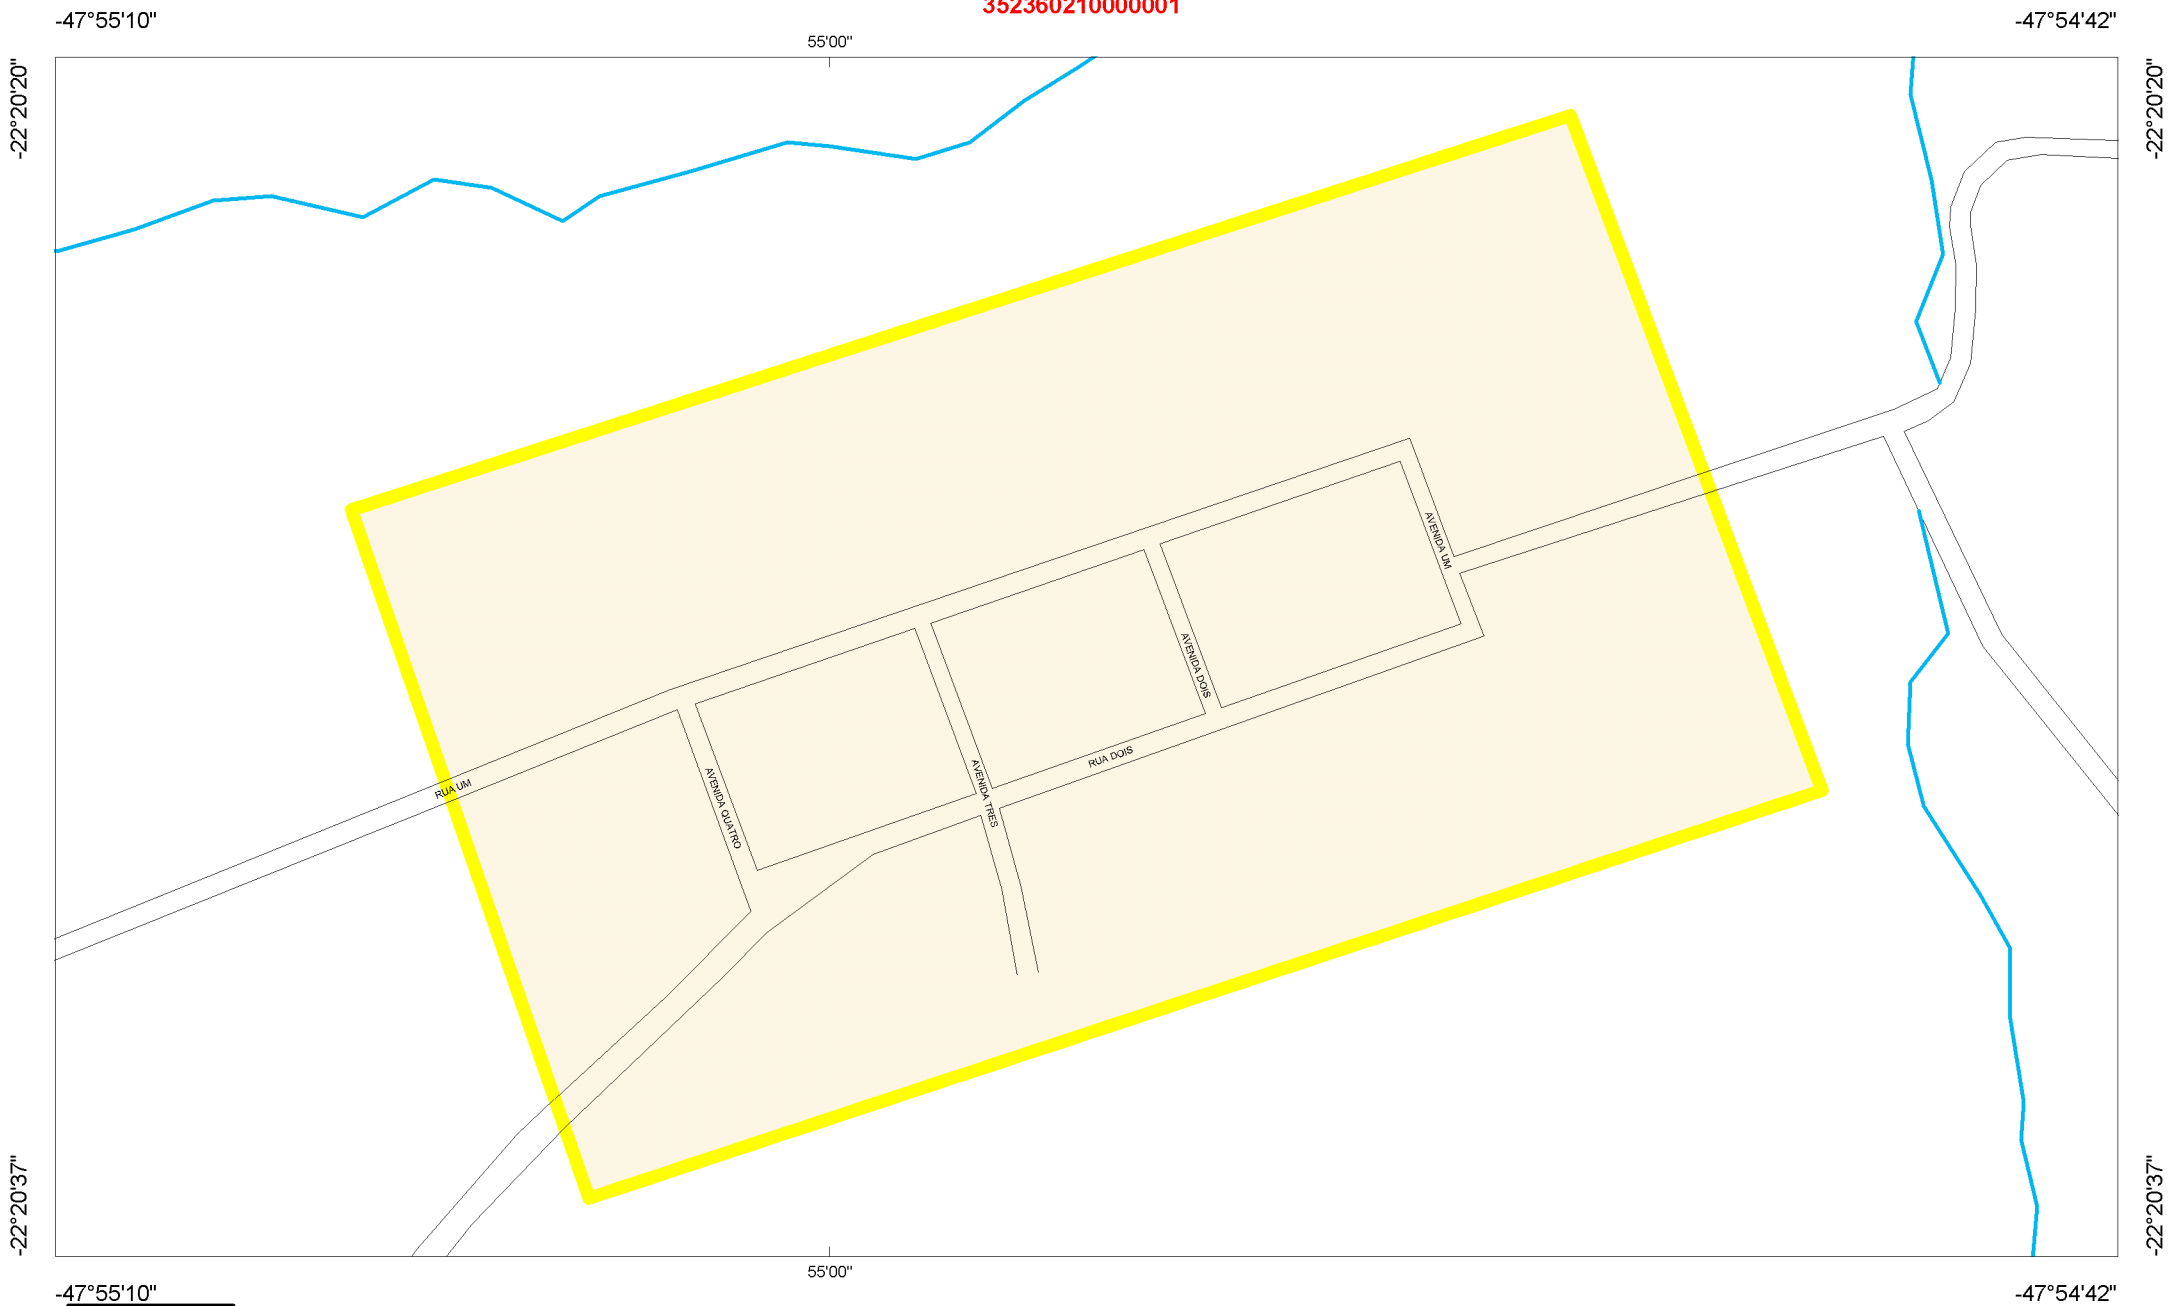 352360210000001
-47°55'10"
-47°54'42"
55'00"
-22°20'20"
-22°20'20"
AVENIDA UM
AVENIDA DOIS
RUA DOIS
AVENIDA TRES
RUA UM
AVENIDA QUATRO
-22°20'37"
-22°20'37"
55'00"
-47°55'10"
-47°54'42"